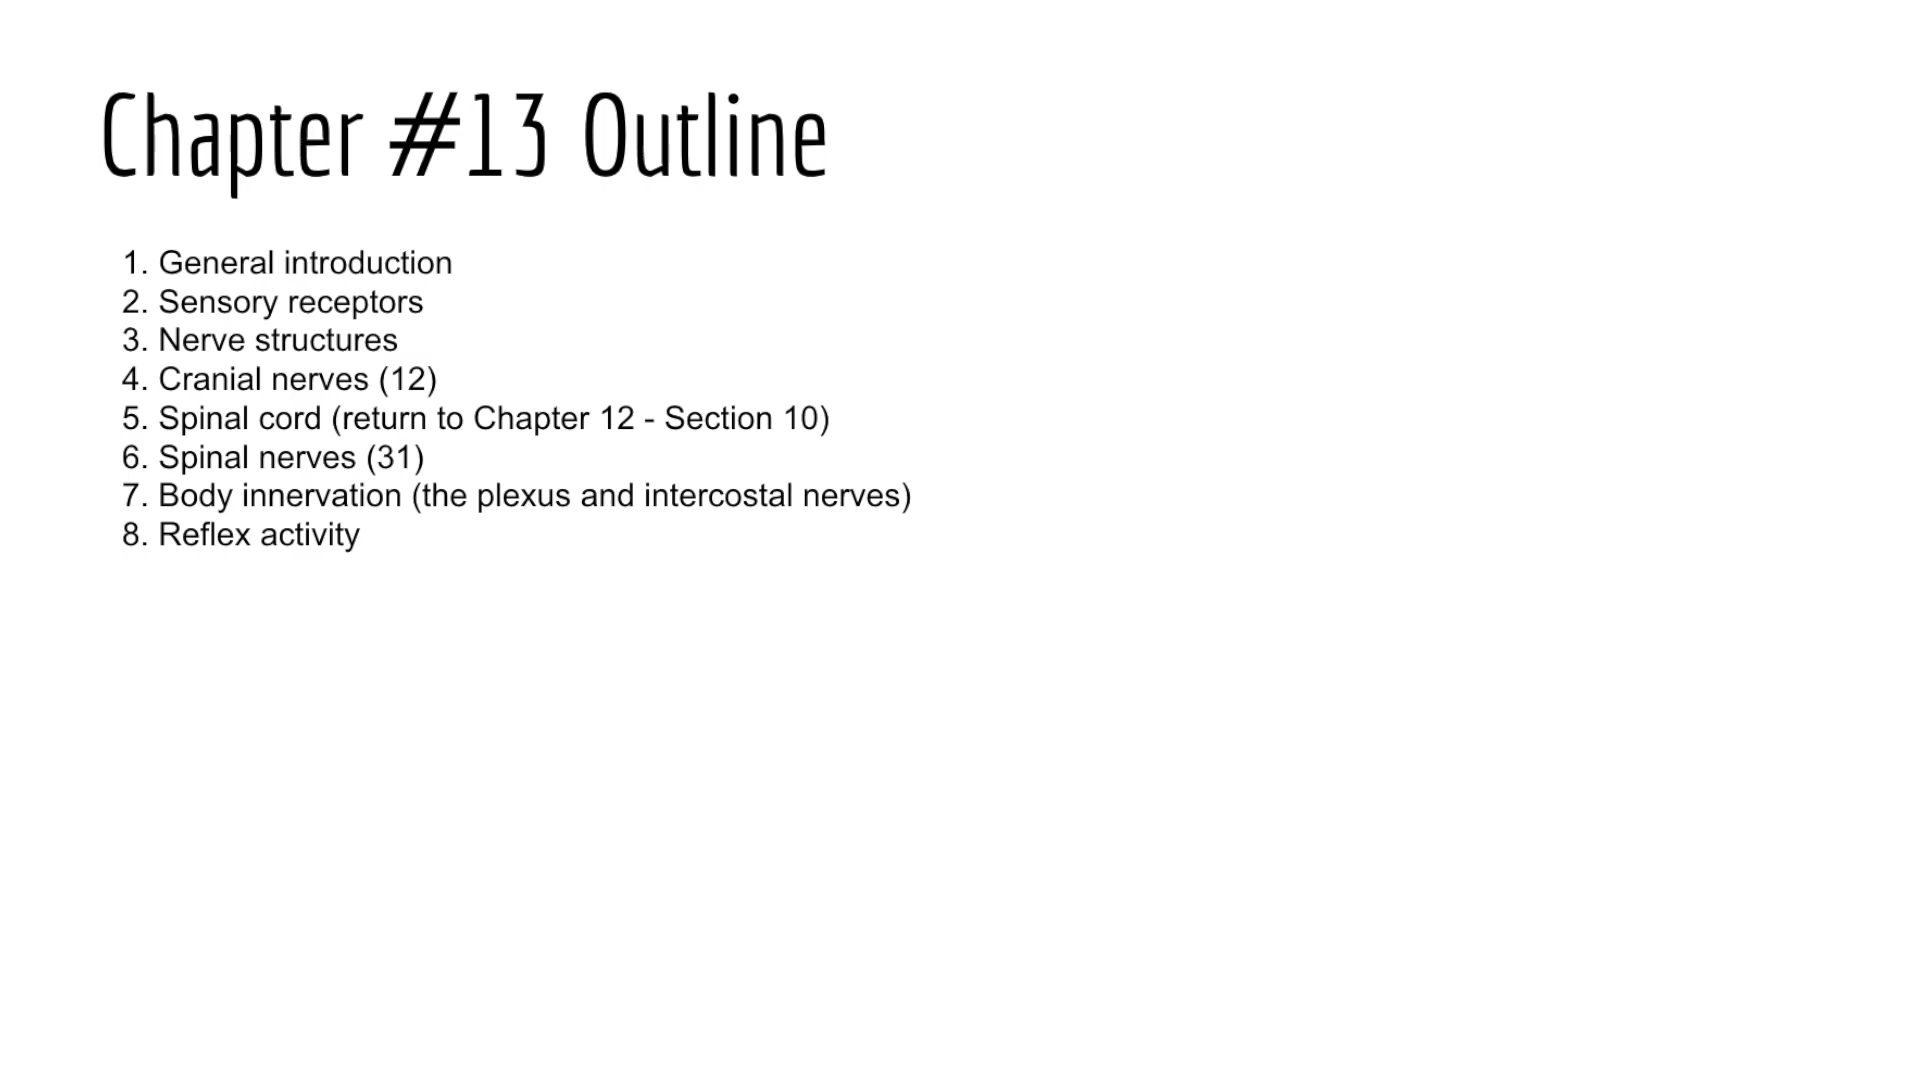 Chapter #13 Outline
1. General introduction
2. Sensory receptors
3. Nerve structures
4. Cranial nerves (12)
5. Spinal cord (return to Chapter 12 - Section 10)
6. Spinal nerves (31)
7. Body innervation (the plexus and intercostal nerves)
8. Reflex activity